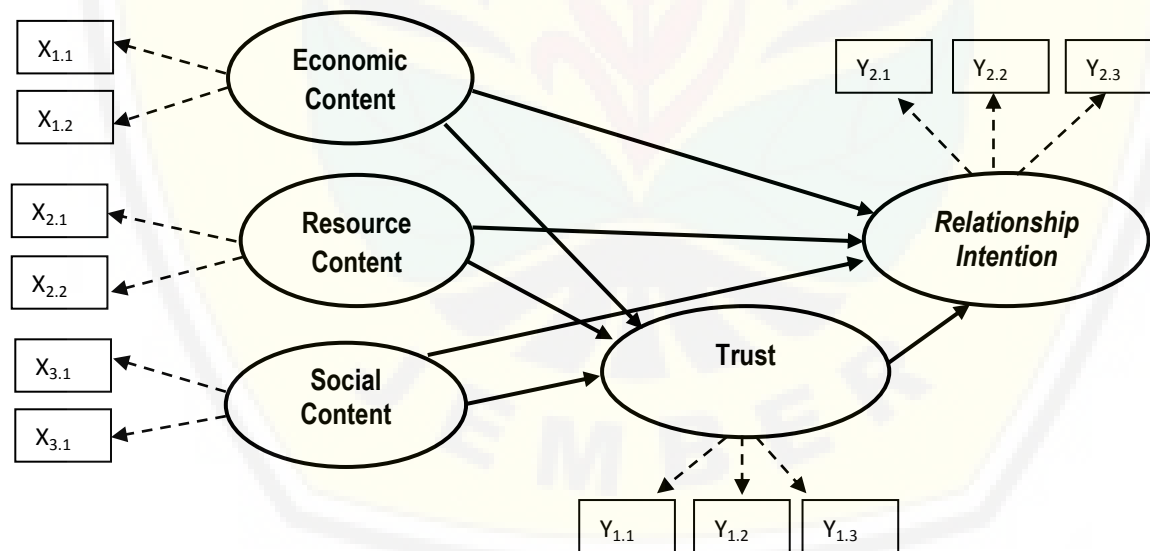 X1.1
X1.2
Economic
Content
Y2.1
Y2.2
Y2.3
X2.1
X2.2
Resource
Content
Relationship
Intention
X3.1
X3.1
Social
Content
Trust
EMBER
Y1.1
Y1.2
Y1.3